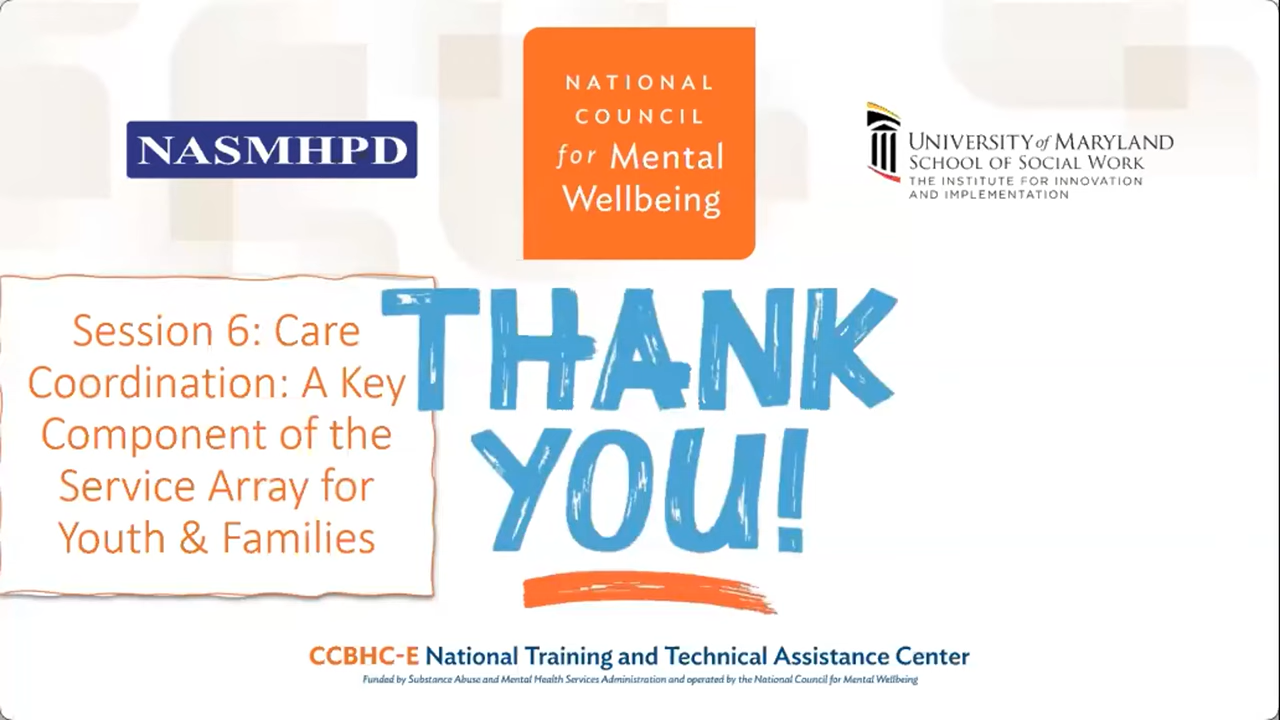 NASMHPD
NATIONAL
COUNCIL
for Mental
Wellbeing
UNIVERSITY of MARYLAND
SCHOOL OF SOCIAL WORK
THE INSTITUTE FOR INNOVATION
AND IMPLEMENTATION
Session 6: Care
Coordination: A Key
Component of the
Service Array for
Youth & Families
THANK
YOU!
CCBHC-E National Training and Technical Assistance Center
Funded by Substance Abuse and Mental Health Services Administration and operated by the National Council for Mental Wellbeing